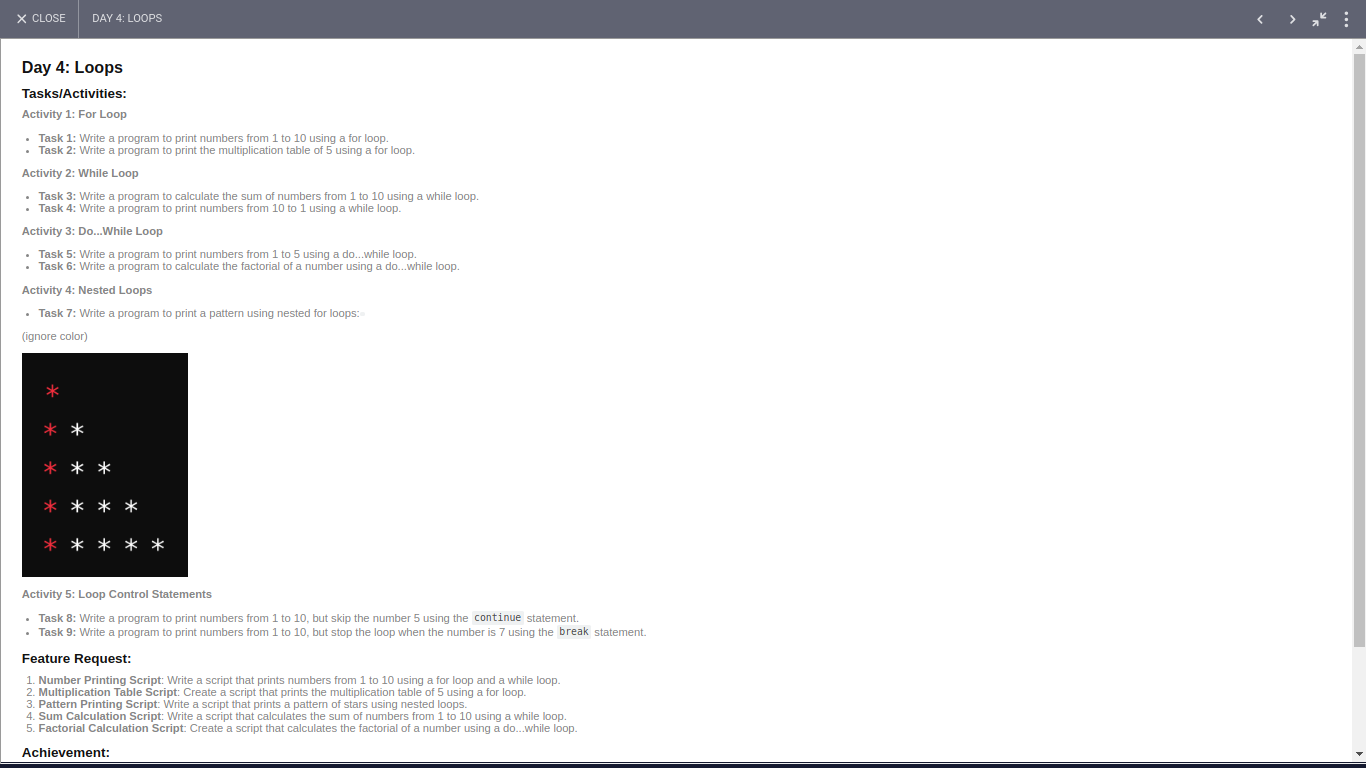 CLOSE DAY 4: LOOPS
Day 4: Loops
Tasks/Activities:
Activity 1: For Loop
• Task 1: Write a program to print numbers from 1 to 10 using a for loop.
• Task 2: Write a program to print the multiplication table of 5 using a for loop.
Activity 2: While Loop
• Task 3: Write a program to calculate the sum of numbers from 1 to 10 using a while loop.
• Task 4: Write a program to print numbers from 10 to 1 using a while loop.
Activity 3: Do...While Loop
• Task 5: Write a program to print numbers from 1 to 5 using a do...while loop.
• Task 6: Write a program to calculate the factorial of a number using a do...while loop.
Activity 4: Nested Loops
• Task 7: Write a program to print a pattern using nested for loops:
(ignore color)
*
* *
* * *
* * * *
* * * * *
Activity 5: Loop Control Statements
• Task 8: Write a program to print numbers from 1 to 10, but skip the number 5 using the continue statement.
• Task 9: Write a program to print numbers from 1 to 10, but stop the loop when the number is 7 using the break statement.
Feature Request:
1. Number Printing Script: Write a script that prints numbers from 1 to 10 using a for loop and a while loop.
2. Multiplication Table Script: Create a script that prints the multiplication table of 5 using a for loop.
3. Pattern Printing Script: Write a script that prints a pattern of stars using nested loops.
4. Sum Calculation Script: Write a script that calculates the sum of numbers from 1 to 10 using a while loop.
5. Factorial Calculation Script: Create a script that calculates the factorial of a number using a do...while loop.
Achievement: